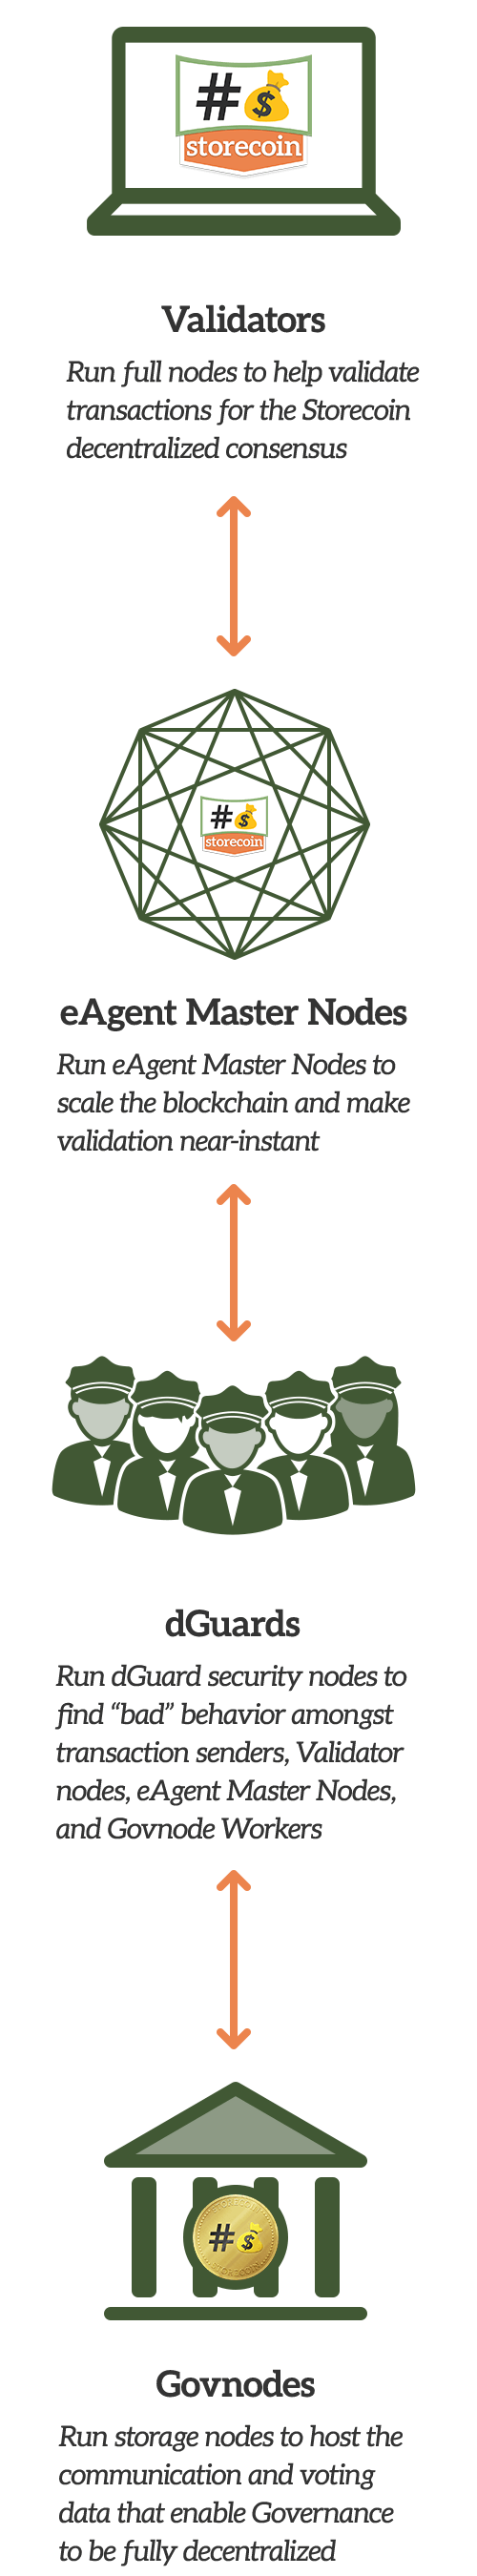 #
storecoin
Validators
Run full nodes to help validate
transactions for the Storecoin
decentralized consensus
#
storecoin
eAgent Master Nodes
Run eAgent Master Nodes to
scale the blockchain and make
validation near-instant
dGuards
Run dGuard security nodes to
find “bad” behavior amongst
transaction senders, Validator
nodes, eAgent Master Nodes,
and Govnode Workers
STORECOIN
#
STORECOIN
Govnodes
Run storage nodes to host the
communication and voting
data that enable Governance
to be fully decentralized